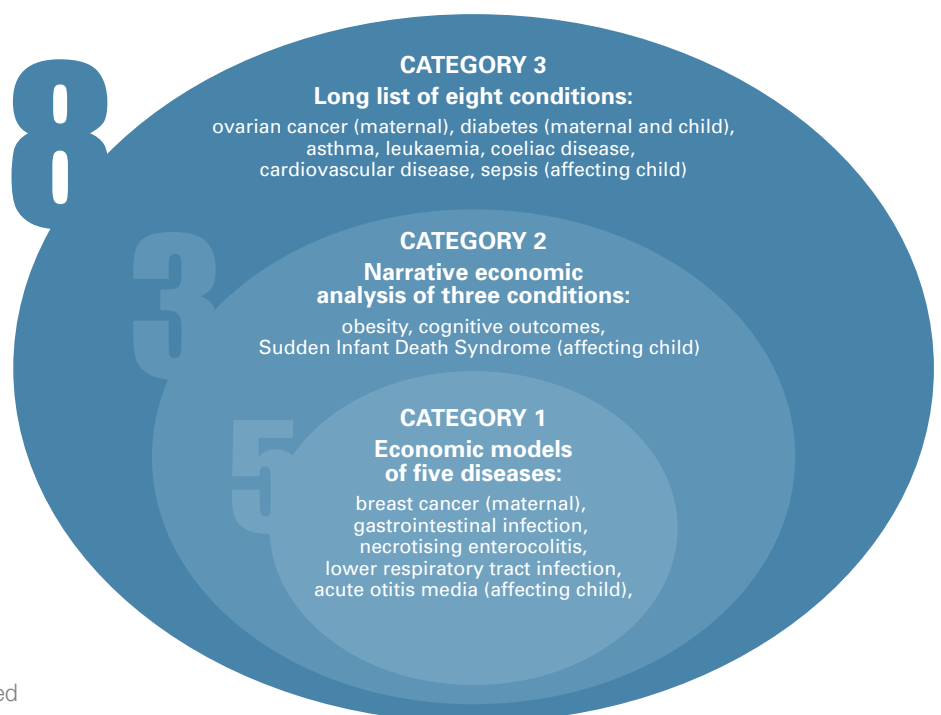 8
CATEGORY 3
Long list of eight conditions:
ovarian cancer (maternal), diabetes (maternal and child),
asthma, leukaemia, coeliac disease,
cardiovascular disease, sepsis (affecting child)
3
CATEGORY 2
Narrative economic
analysis of three conditions:
obesity, cognitive outcomes,
Sudden Infant Death Syndrome (affecting child)
5
CATEGORY 1
Economic models
of five diseases:
breast cancer (maternal),
gastrointestinal infection,
necrotising enterocolitis,
lower respiratory tract infection,
acute otitis media (affecting child),
ed